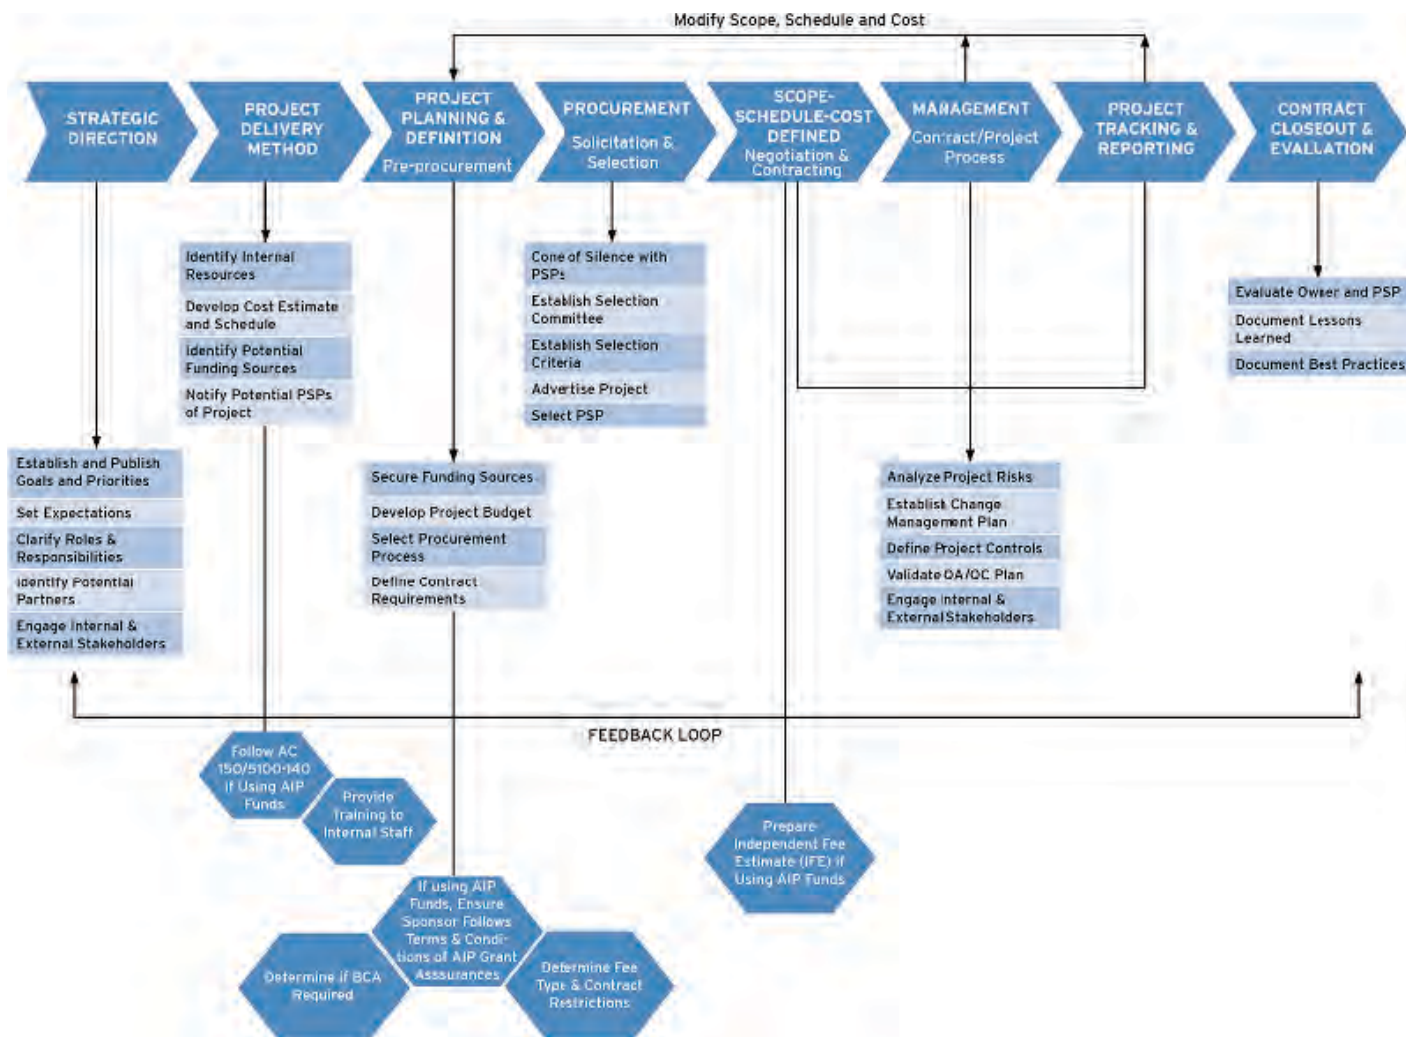 Modify Scope, Schedule and Cost
STRATEGIC
DIRECTION
PROJECT
DELIVERY
METHOD
PROJECT
PLANNING &
DEFINITION
Pre-procurement
PROCUREMENT
Solicitation &
Selection
SCOPE-
SCHEDULE-COST
DEFINED
Negotiation &
Contracting
MANAGEMENT
Contract/Project
Process
PROJECT
TRACKING &
REPORTING
CONTRACT
CLOSEOUT &
EVALUATION
Identify Internal
Resources
Develop Cost Estimate
and Schedule
Identify Potential
Funding Sources
Notify Potential PSPs
of Project
Cone of Silence with
PSPs
Establish Selection
Committee
Establish Selection
Criteria
Advertise Project
Select PSP
Evaluate Owner and PSP
Document Lessons
Learned
Document Best Practices
Establish and Publish
Goals and Priorities
Set Expectations
Clarify Roles &
Responsibilities
Identify Potential
Partners
Engage Internal &
External Stakeholders
Secure Funding Sources
Develop Project Budget
Select Procurement
Process
Define Contract
Requirements
Analyze Project Risks
Establish Change
Management Plan
Define Project Controls
Validate QA/QC Plan
Engage Internal &
External Stakeholders
FEEDBACK LOOP
Follow AC
150/5100-140
if Using AIP
Funds
Provide
Training to
Internal Staff
Prepare
Independent Fee
Estimate (IFE) if
Using AIP Funds
If using AIP
Funds, Ensure
Sponsor Follows
Terms & Condi-
tions of AIP Grant
Asssurances
Determine if BCA
Required
Determine Fee
Type & Contract
Restrictions